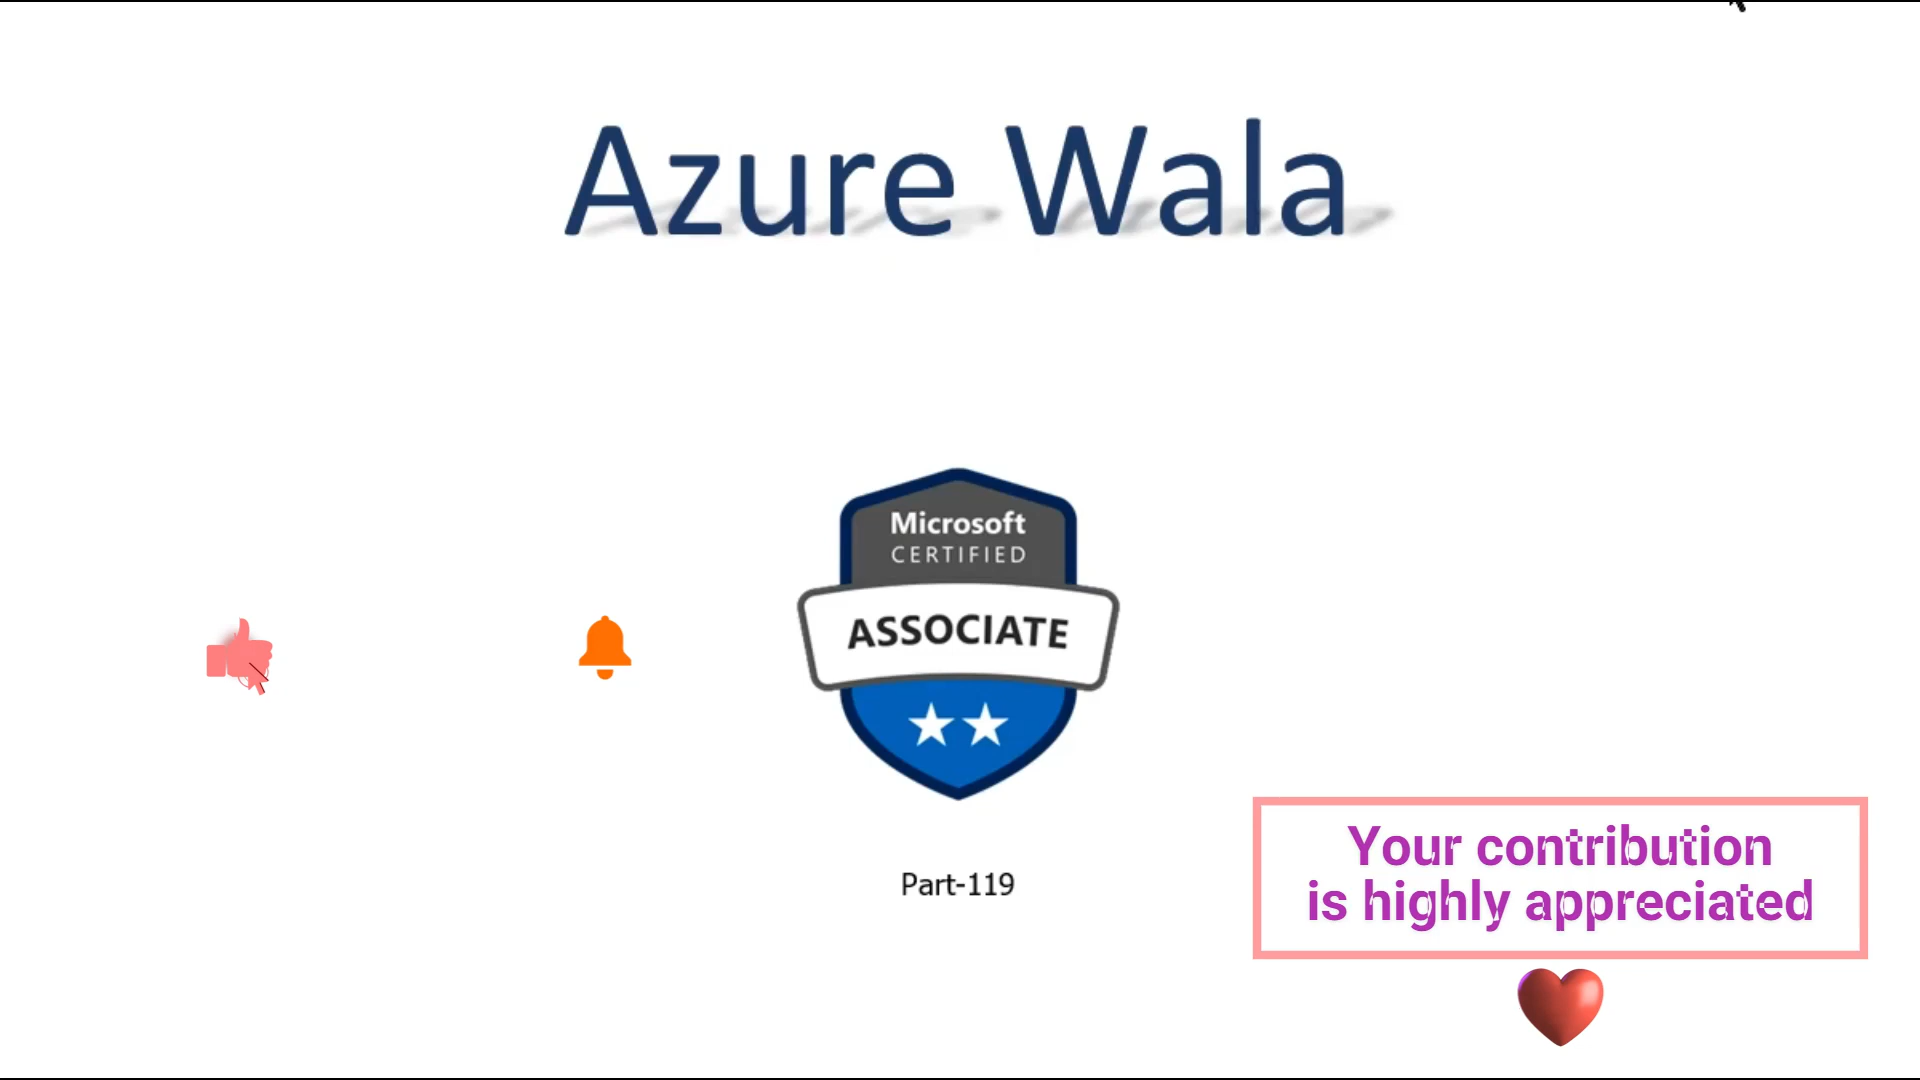 Azure Wala
Microsoft
CERTIFIED
ASSOCIATE
Part-119
Your contribution
is highly appreciated